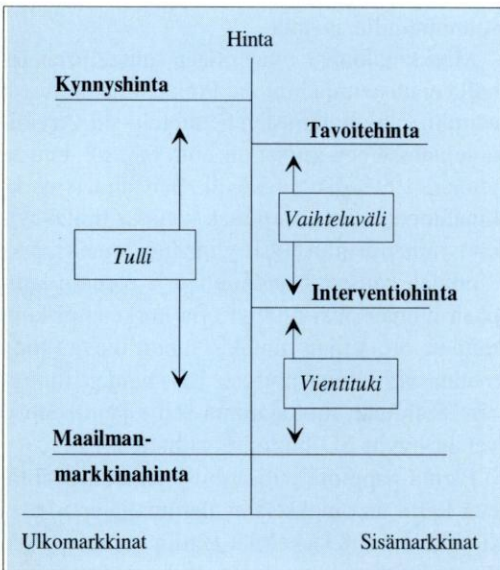 Hinta
Kynnyshinta
Tavoitehinta
Tulli
Vaihteluväli
Interventiohinta
Vientituki
Maailman-
markkinahinta
Ulkomarkkinat
Sisämarkkinat